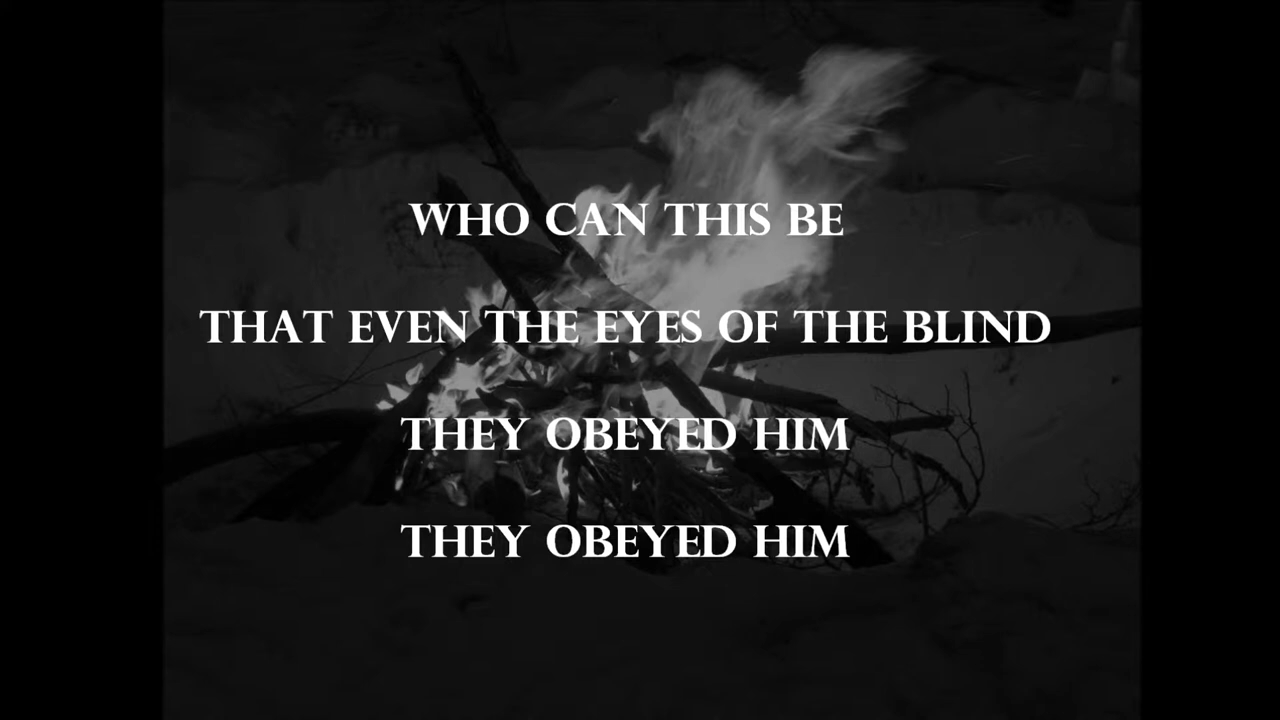 WHO CAN THIS BE
THAT EVEN THE EYES OF THE BLIND
THEY OBEYED HIM
THEY OBEYED HIM